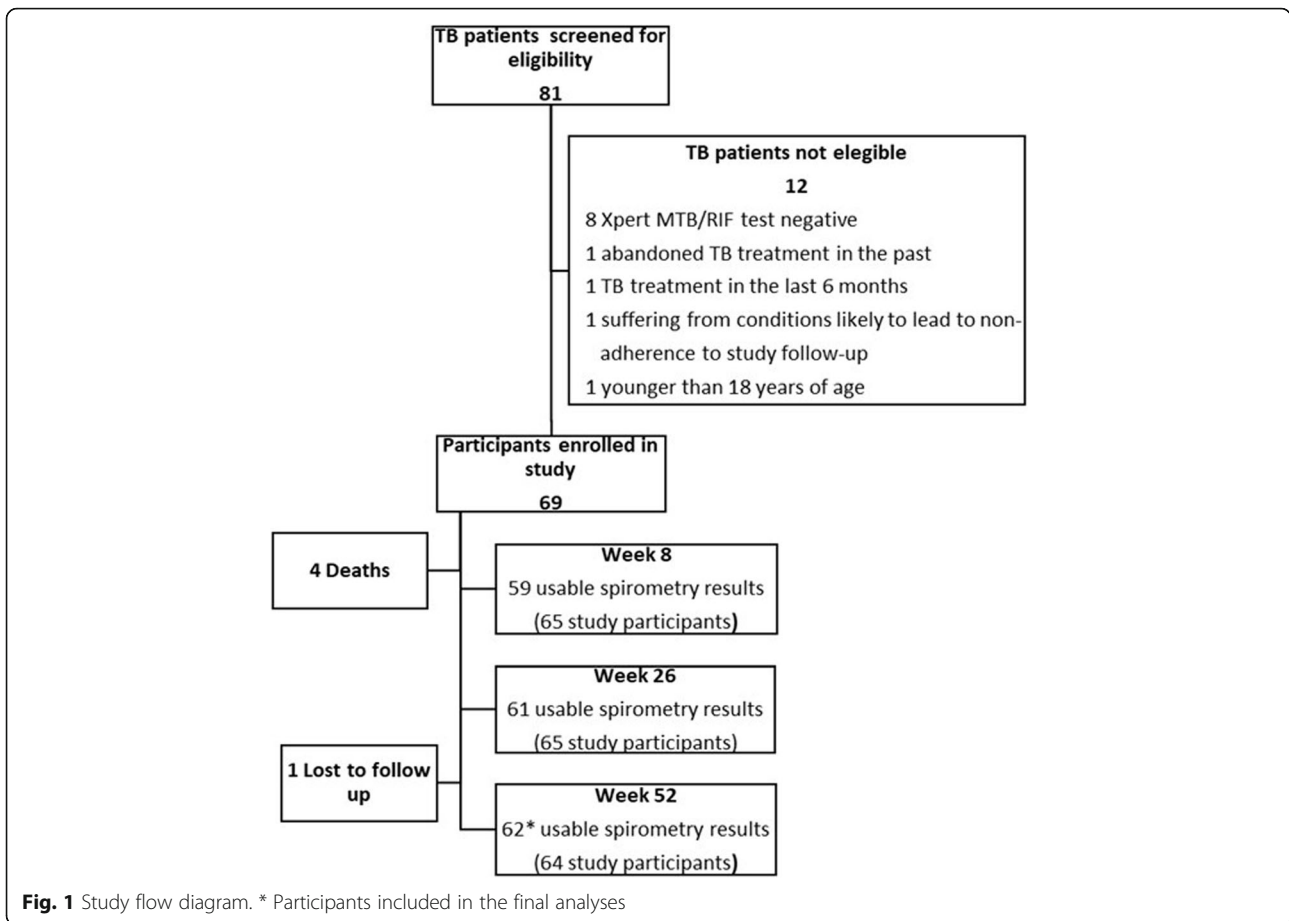 TB patients screened for
eligibility
81
TB patients not elegible
12
8 Xpert MTB/RIF test negative
1 abandoned TB treatment in the past
1 TB treatment in the last 6 months
1 suffering from conditions likely to lead to non-
adherence to study follow-up
1 younger than 18 years of age
Participants enrolled in
study
69
4 Deaths
Week 8
59 usable spirometry results
(65 study participants)
Week 26
61 usable spirometry results
(65 study participants)
1 Lost to follow
up
Week 52
62* usable spirometry results
(64 study participants)
Fig. 1 Study flow diagram. * Participants included in the final analyses